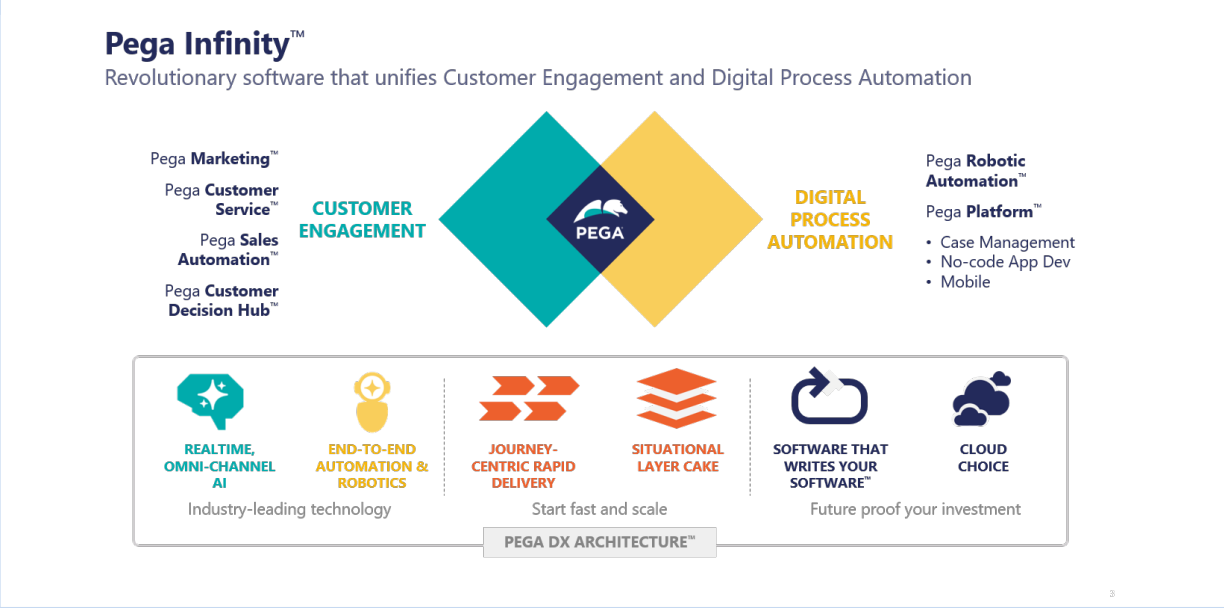 Pega Infinity™
Revolutionary software that unifies Customer Engagement and Digital Process Automation
Pega Marketing™
Pega Customer
Service™
Pega Sales
Automation™
Pega Customer
Decision Hub™
CUSTOMER
ENGAGEMENT
PEGA
DIGITAL
PROCESS
AUTOMATION
Pega Robotic
Automation™
Pega Platform™
• Case Management
• No-code App Dev
• Mobile
REALTIME,
OMNI-CHANNEL
AI
END-TO-END
AUTOMATION &
ROBOTICS
Industry-leading technology
JOURNEY-
CENTRIC RAPID
DELIVERY
SITUATIONAL
LAYER CAKE
Start fast and scale
SOFTWARE THAT
WRITES YOUR
SOFTWARE™
CLOUD
CHOICE
Future proof your investment
PEGA DX ARCHITECTURE™
3